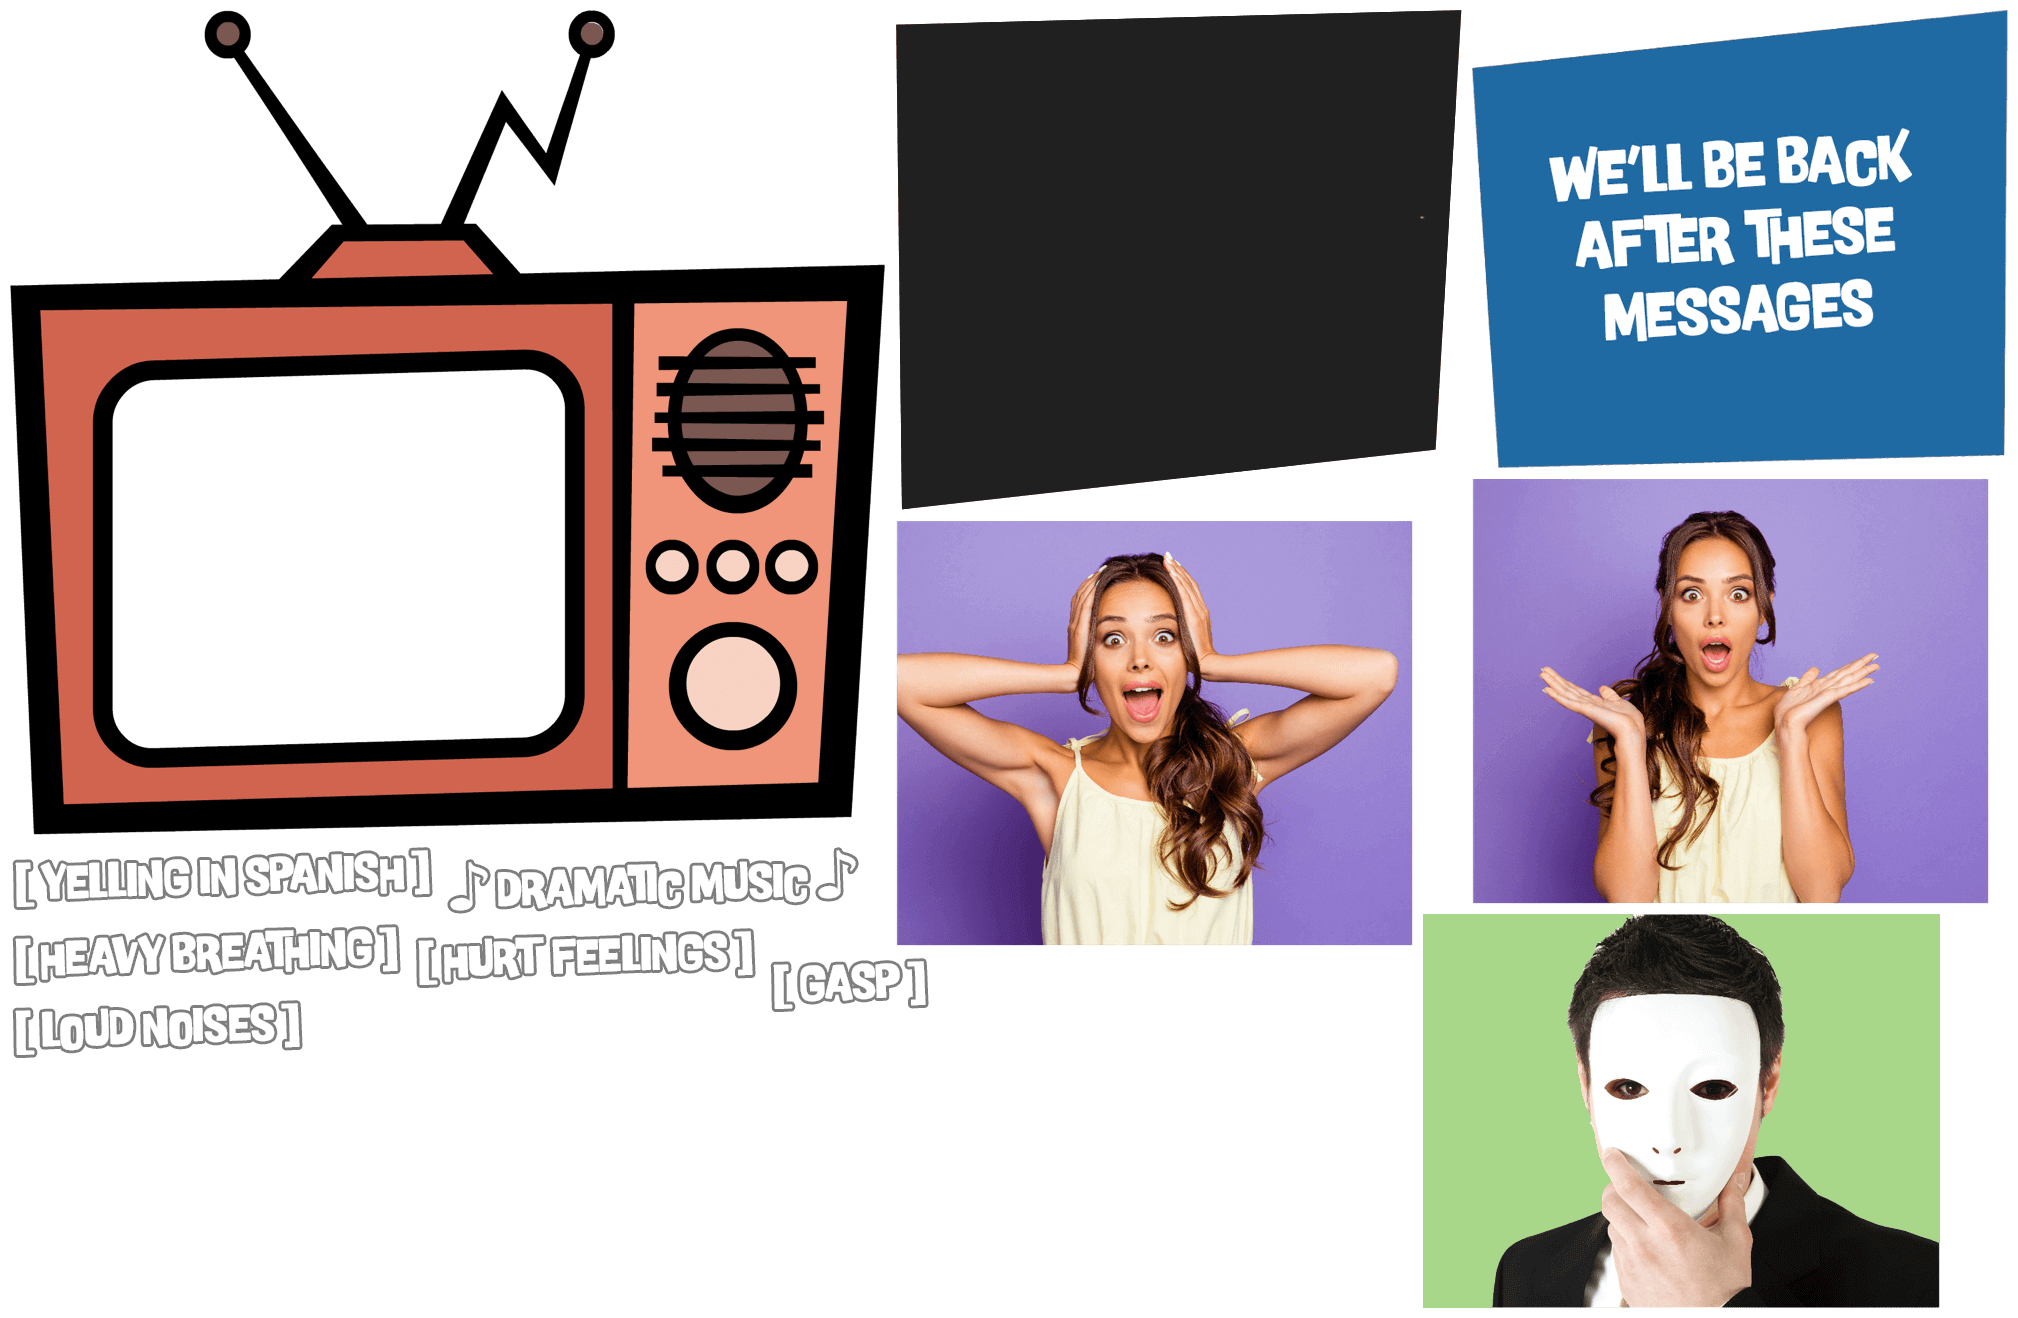 WE'LL BE BACK
AFTER THESE
MESSAGES
[ YELLING IN SPANISH ]
♪ DRAMATIC MUSIC ♪
[ HEAVY BREATHING ]
[ HURT FEELINGS ]
[ GASP ]
[ LOUD NOISES ]